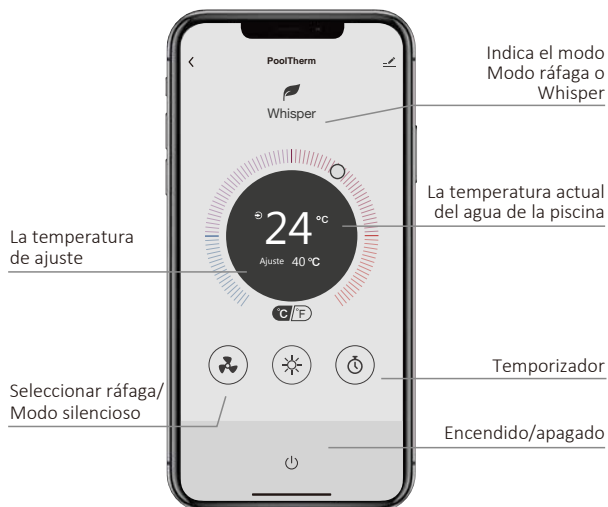 PoolTherm
Whisper
Indica el modo
Modo ráfaga o
Whisper
24 °C
Ajuste 40 °C
°C/°F
La temperatura actual
del agua de la piscina
La temperatura
de ajuste
Seleccionar ráfaga/
Modo silencioso
Temporizador
Encendido/apagado